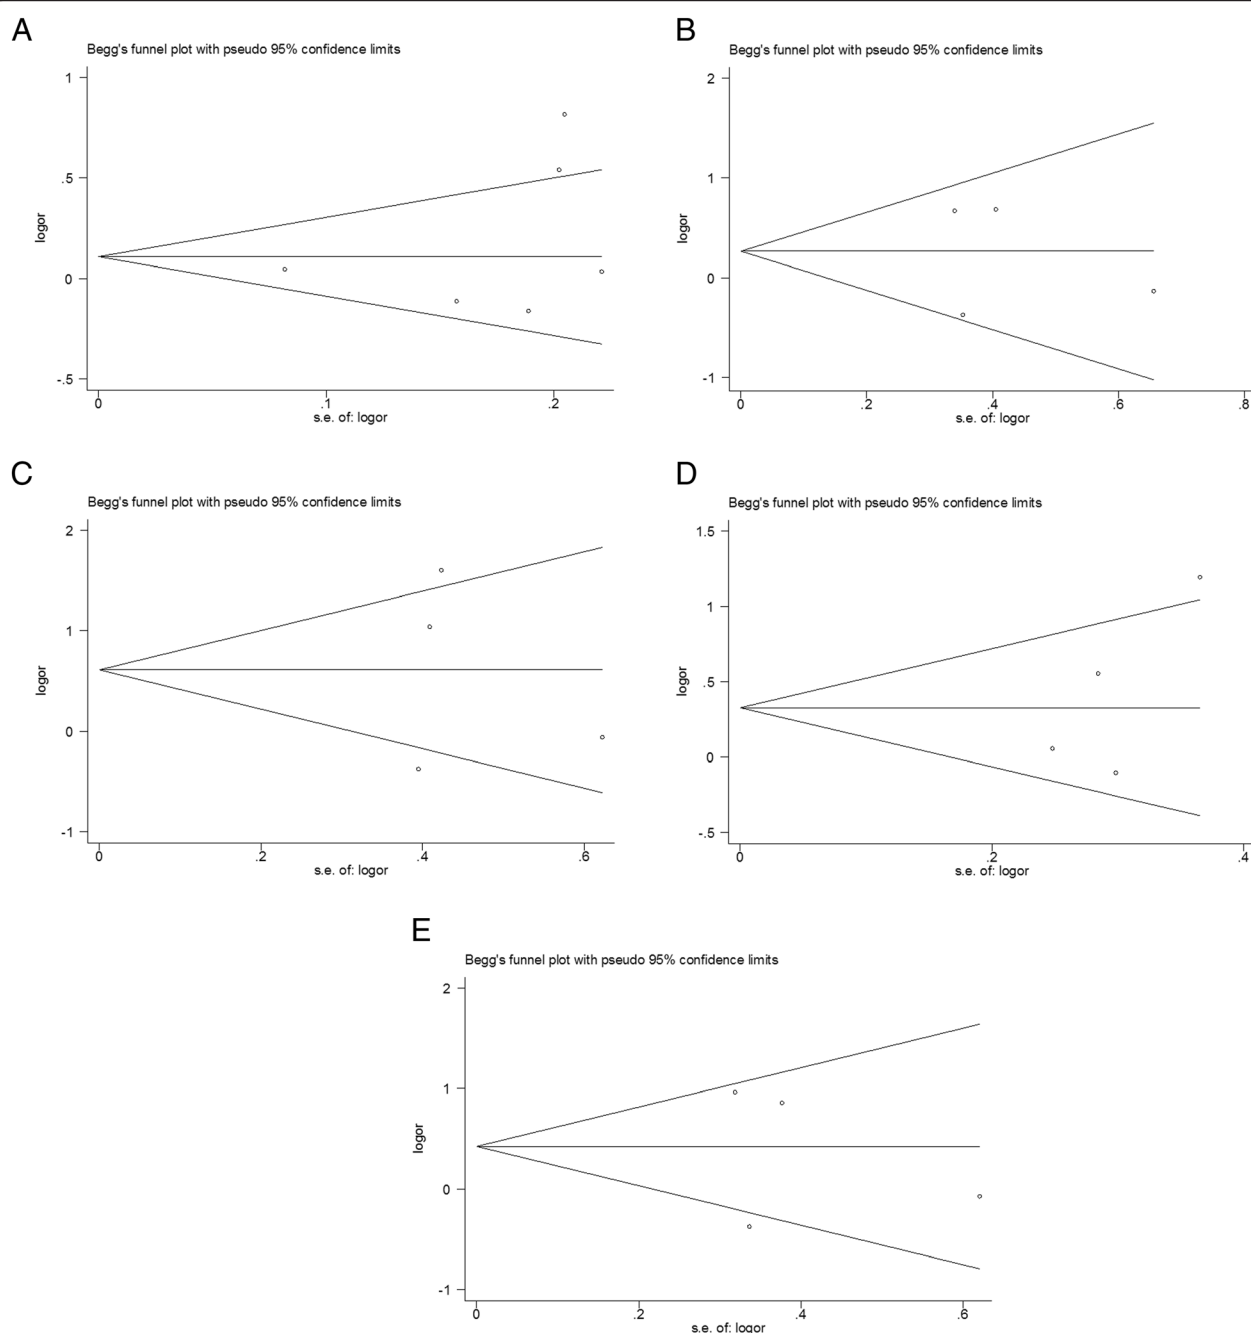 A
Begg's funnel plot with pseudo 95% confidence limits
1
.5
0
-.5
logor
0 .1 .2
s.e. of: logor
B
Begg's funnel plot with pseudo 95% confidence limits
2
1
0
-1
logor
0 .2 .4 .6 .8
s.e. of: logor
C
Begg's funnel plot with pseudo 95% confidence limits
2
1
0
-1
logor
0 .2 .4 .6
s.e. of: logor
D
Begg's funnel plot with pseudo 95% confidence limits
1.5
1
.5
0
-.5
logor
0 .2 .4
s.e. of: logor
E
Begg's funnel plot with pseudo 95% confidence limits
2
1
0
-1
logor
0 .2 .4 .6
s.e. of: logor